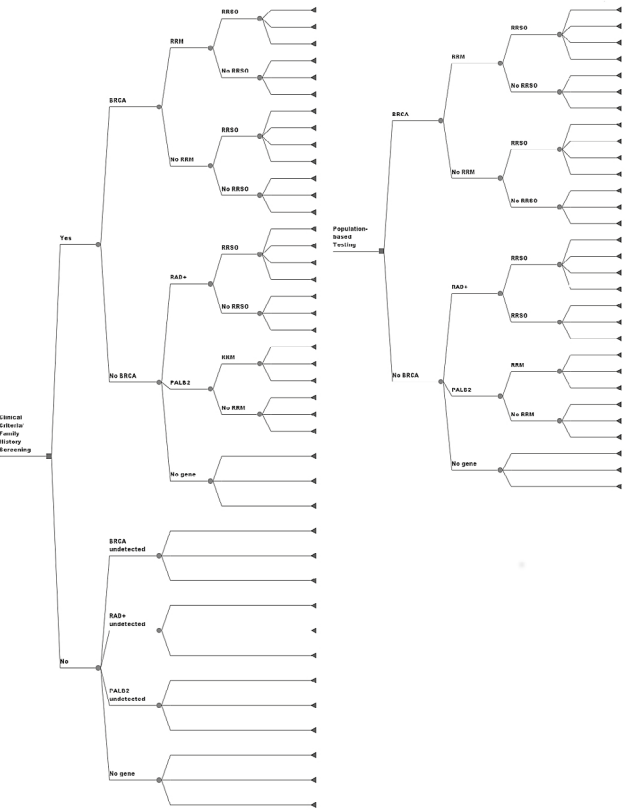 Clinical
Criteria/
Family
History
Screening
Yes
BRCA
RRM
RRSO
No RRSO
No RRM
RRSO
No RRSO
No BRCA
RAD+
RRSO
No RRSO
PALB2
RRM
No RRM
No gene
No
BRCA
undetected
RAD+
undetected
PALB2
undetected
No gene
Population-
based
Testing
BRCA
RRM
RRSO
No RRSO
No RRM
RRSO
No RRSO
No BRCA
RAD+
RRSO
RRSO
PALB2
RRM
No RRM
No gene